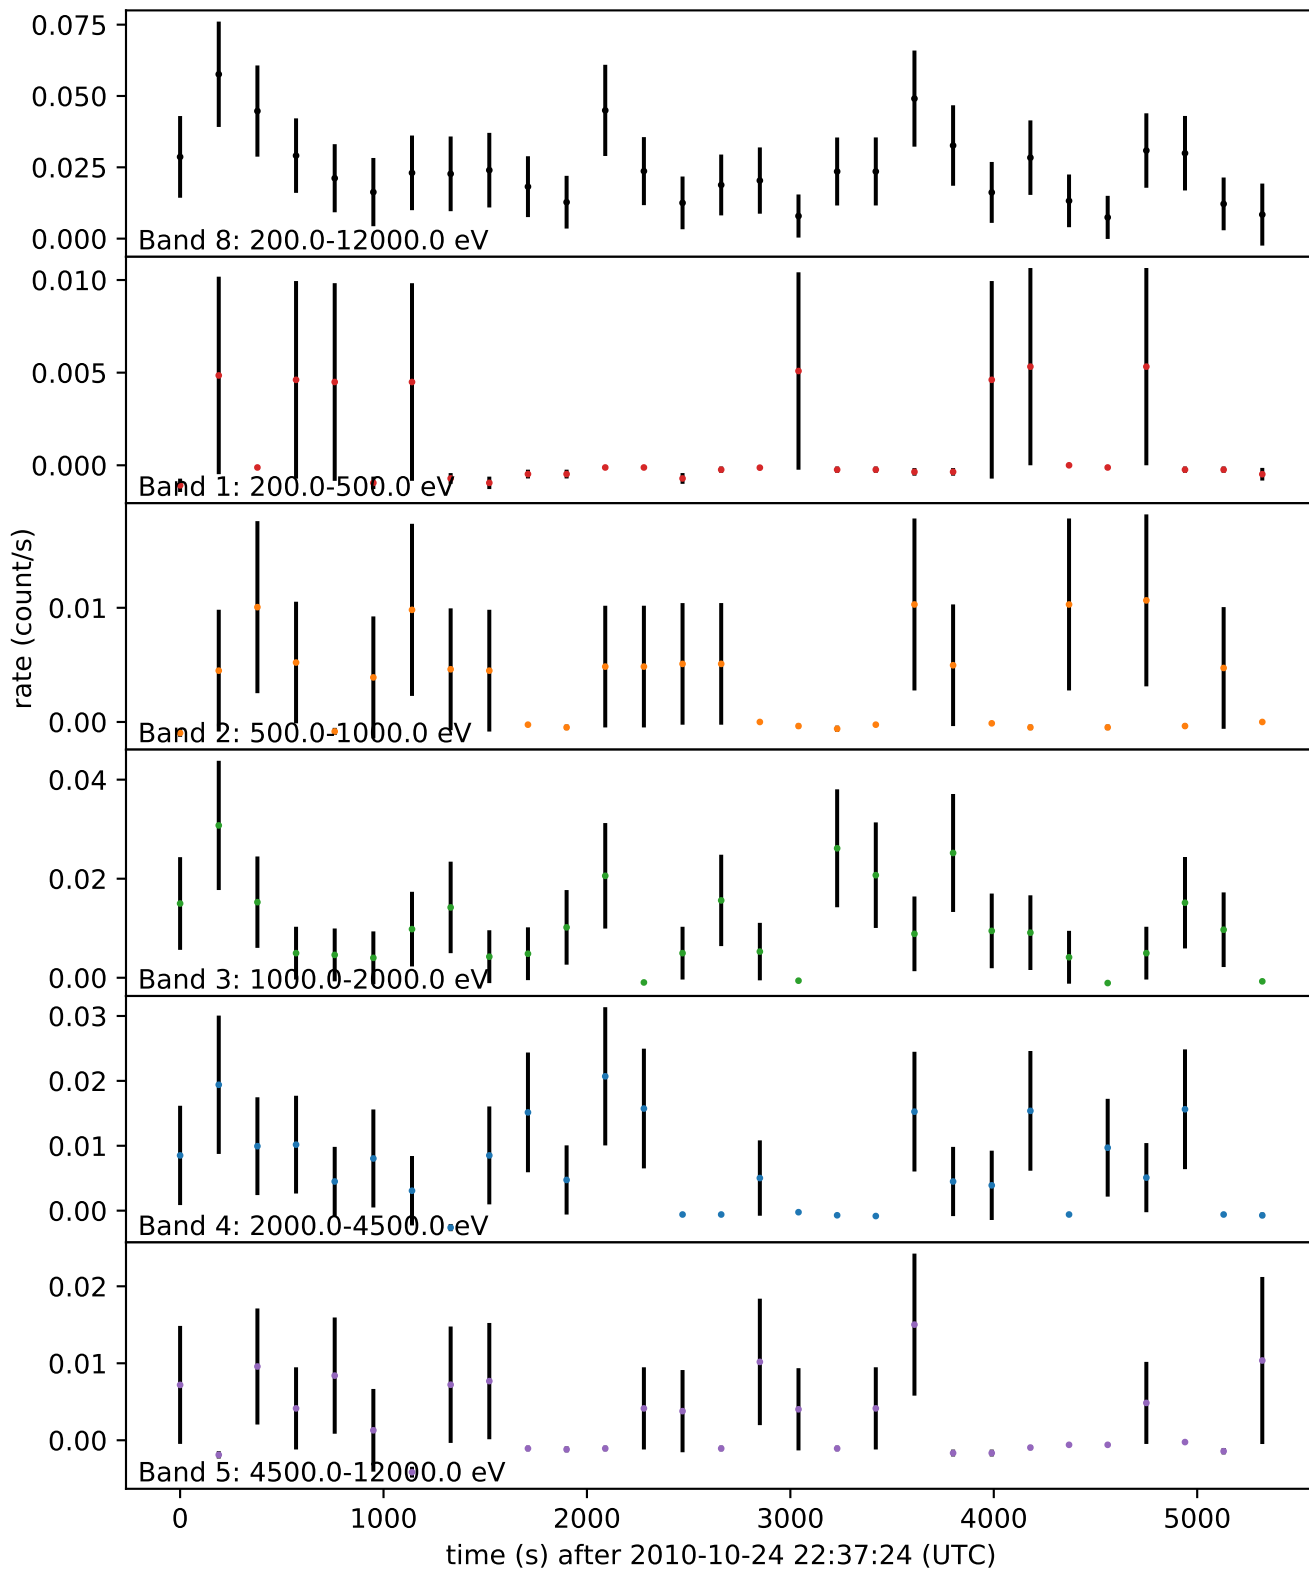 0.075
0.050
0.025
0.000
Band 8: 200.0-12000.0 eV
0.010
0.005
0.000
Band 1: 200.0-500.0 eV
rate (count/s)
0.01
0.00
Band 2: 500.0-1000.0 eV
0.04
0.02
0.00
Band 3: 1000.0-2000.0 eV
0.03
0.02
0.01
0.00
Band 4: 2000.0-4500.0 eV
0.02
0.01
0.00
Band 5: 4500.0-12000.0 eV
0 1000 2000 3000 4000 5000
time (s) after 2010-10-24 22:37:24 (UTC)